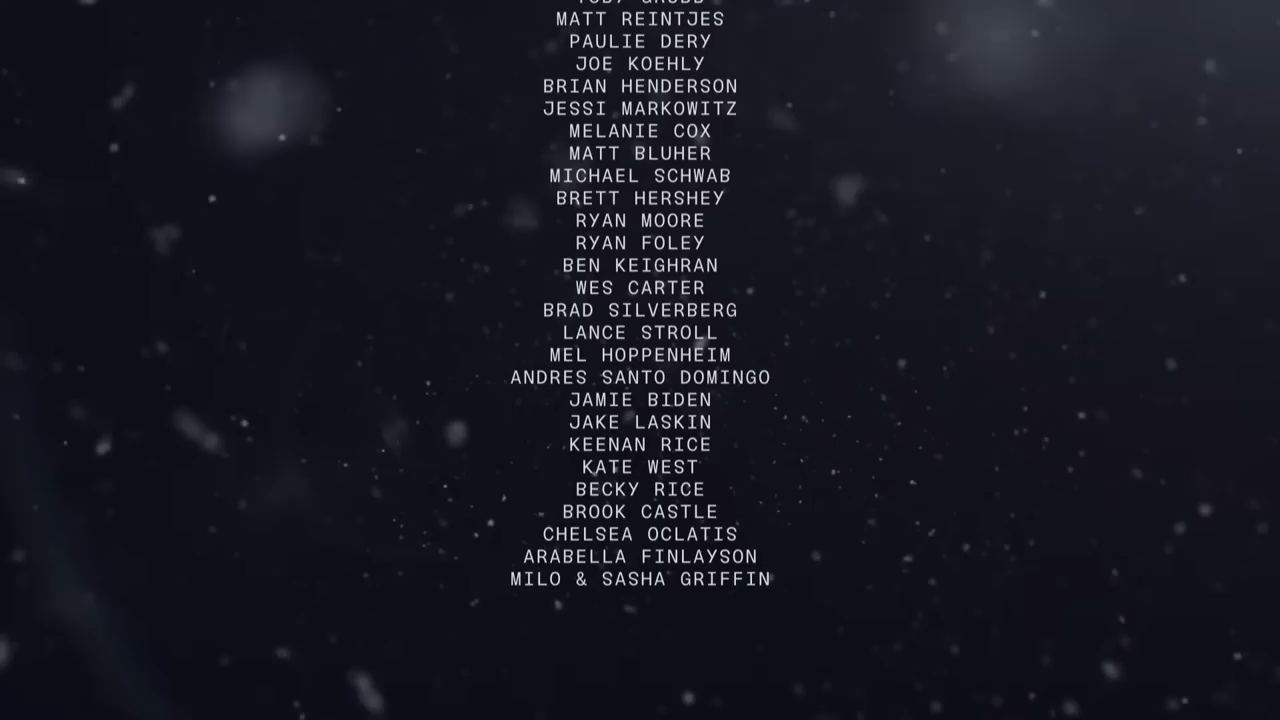 MATT REINTJES
PAULIE DERY
JOE KOEHLY
BRIAN HENDERSON
JESSI MARKOWITZ
MELANIE COX
MATT BLUHER
MICHAEL SCHWAB
BRETT HERSHEY
RYAN MOORE
RYAN FOLEY
BEN KEIGHRAN
WES CARTER
BRAD SILVERBERG
LANCE STROLL
MEL HOPPENHEIM
ANDRES SANTO DOMINGO
JAMIE BIDEN
JAKE LASKIN
KEENAN RICE
KATE WEST
BECKY RICE
BROOK CASTLE
CHELSEA OCLATIS
ARABELLA FINLAYSON
MILO & SASHA GRIFFIN